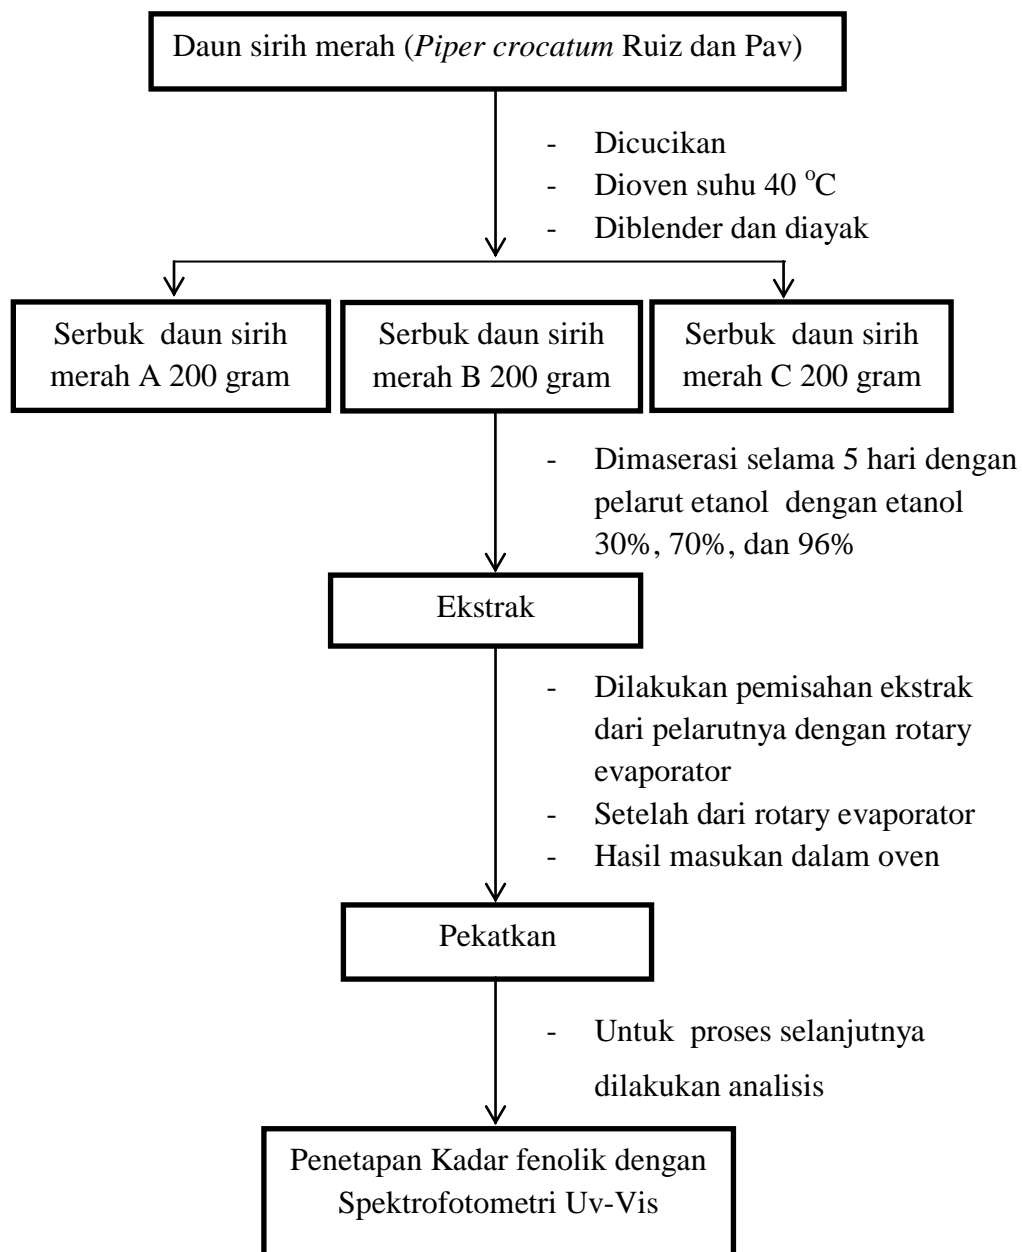 Daun sirih merah (Piper crocatum Ruiz dan Pav)
- Dicucikan
- Dioven suhu 40 °C
- Diblender dan diayak
Serbuk daun sirih
merah A 200 gram
Serbuk daun sirih
merah B 200 gram
Serbuk daun sirih
merah C 200 gram
- Dimaserasi selama 5 hari dengan
pelarut etanol dengan etanol
30%, 70%, dan 96%
Ekstrak
- Dilakukan pemisahan ekstrak
dari pelarutnya dengan rotary
evaporator
- Setelah dari rotary evaporator
- Hasil masukan dalam oven
Pekatkan
- Untuk proses selanjutnya
dilakukan analisis
Penetapan Kadar fenolik dengan
Spektrofotometri Uv-Vis